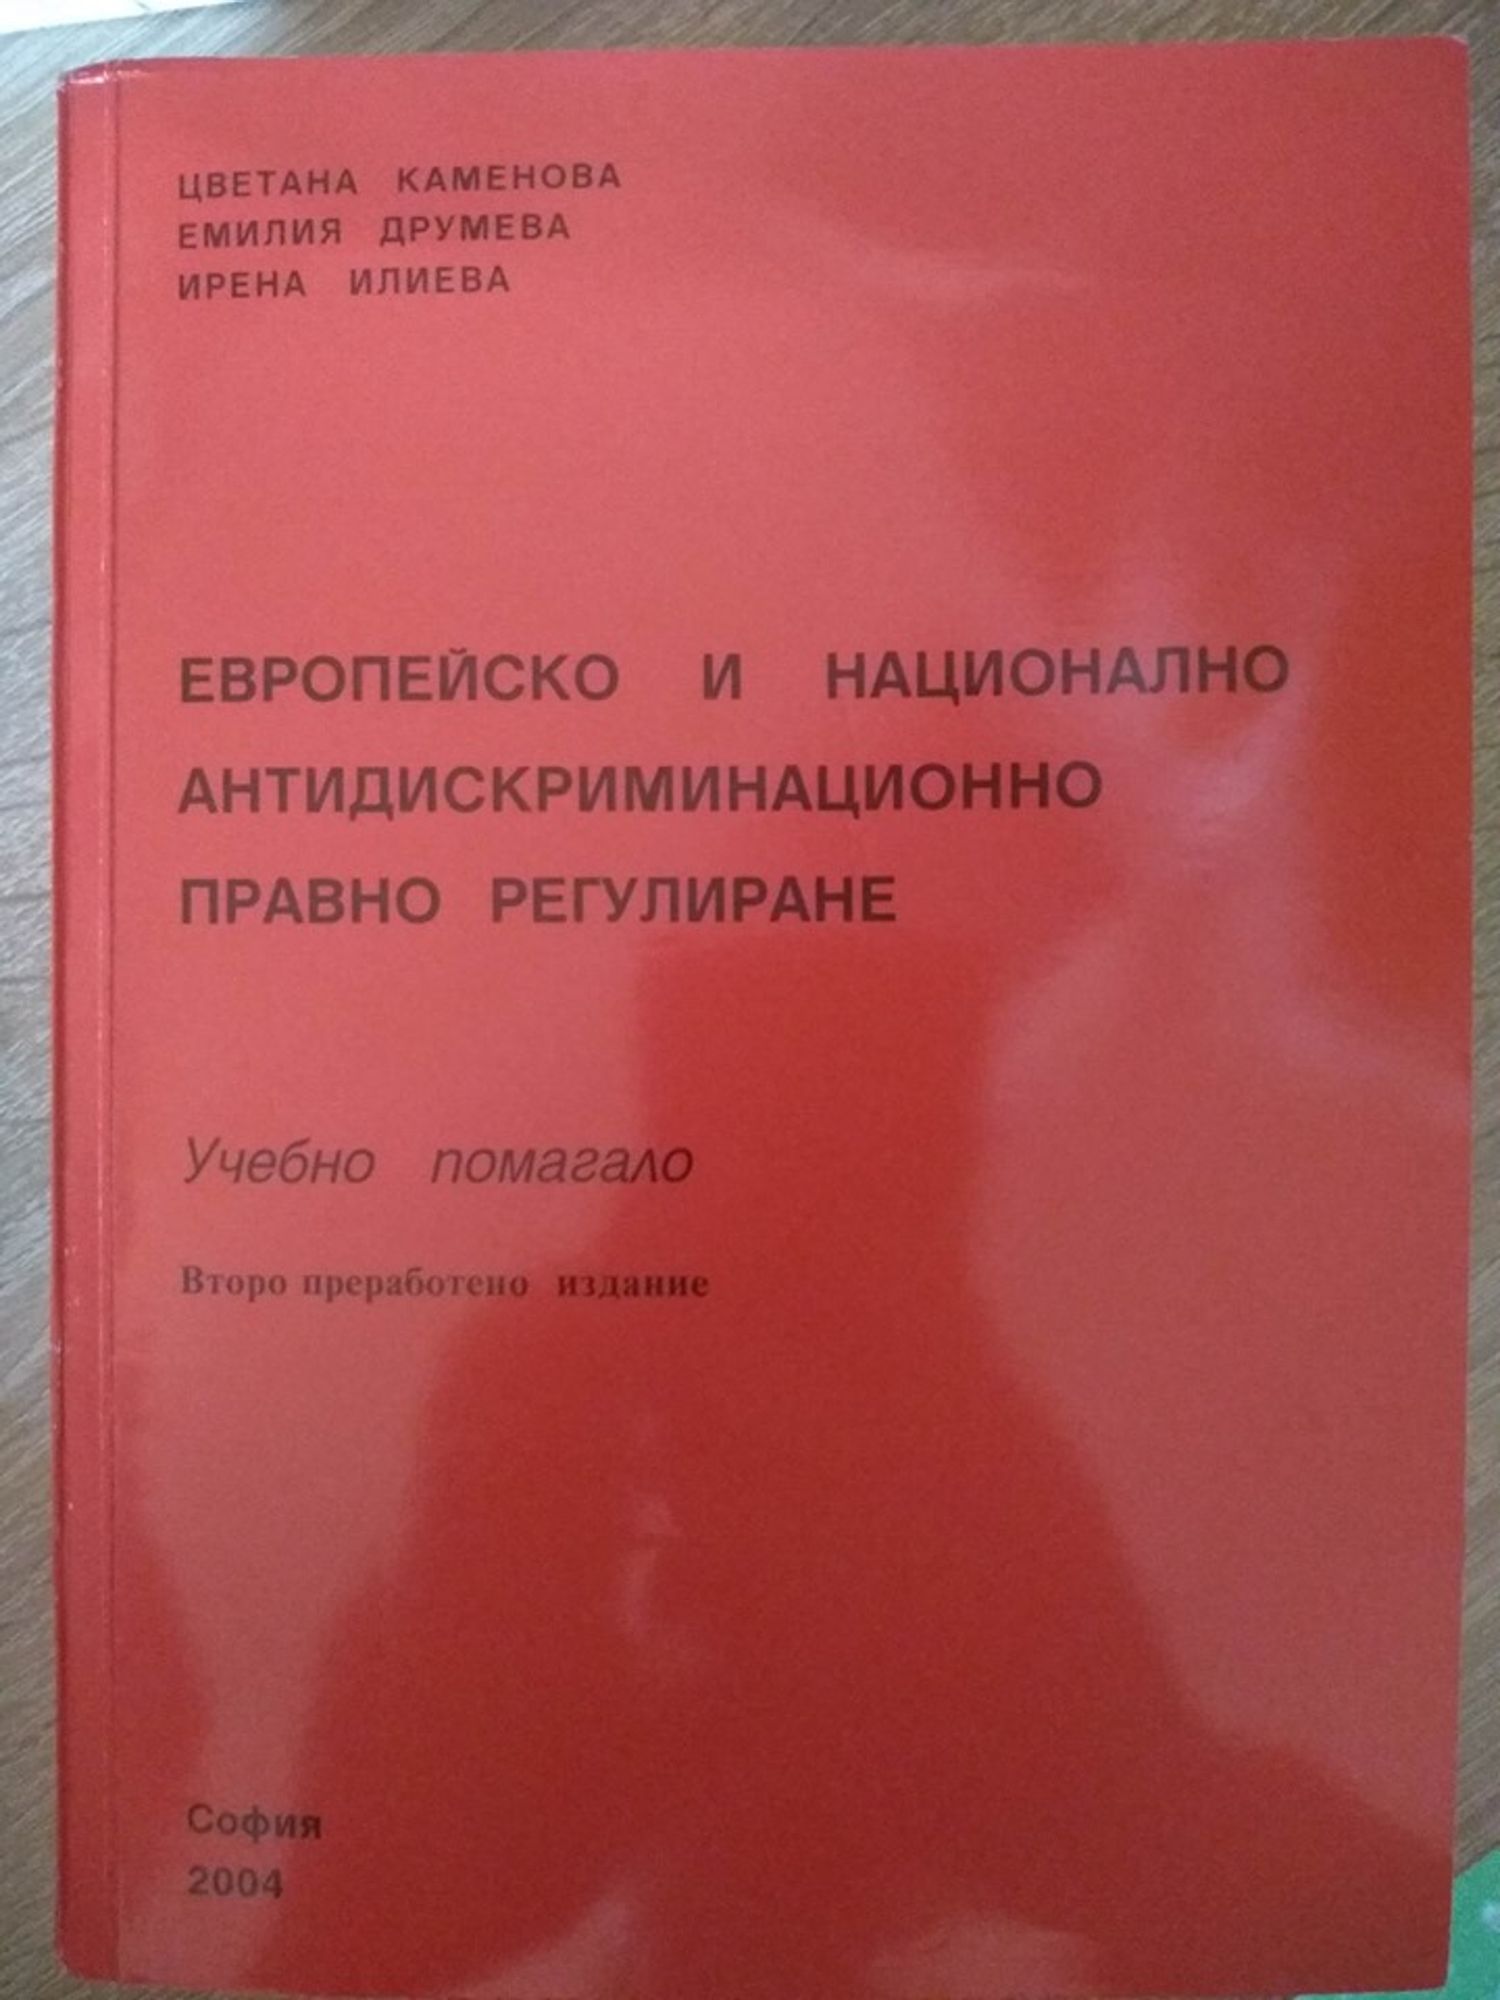 ЦВЕТАНА КАМЕНОВА
ЕМИЛИЯ ДРУМЕВА
ИРЕНА ИЛИЕВА
ЕВРОПЕЙСКО И НАЦИОНАЛНО
АНТИДИСКРИМИНАЦИОННО
ПРАВНО РЕГУЛИРАНЕ
Учебно помагало
Второ преработено издание
София
2004